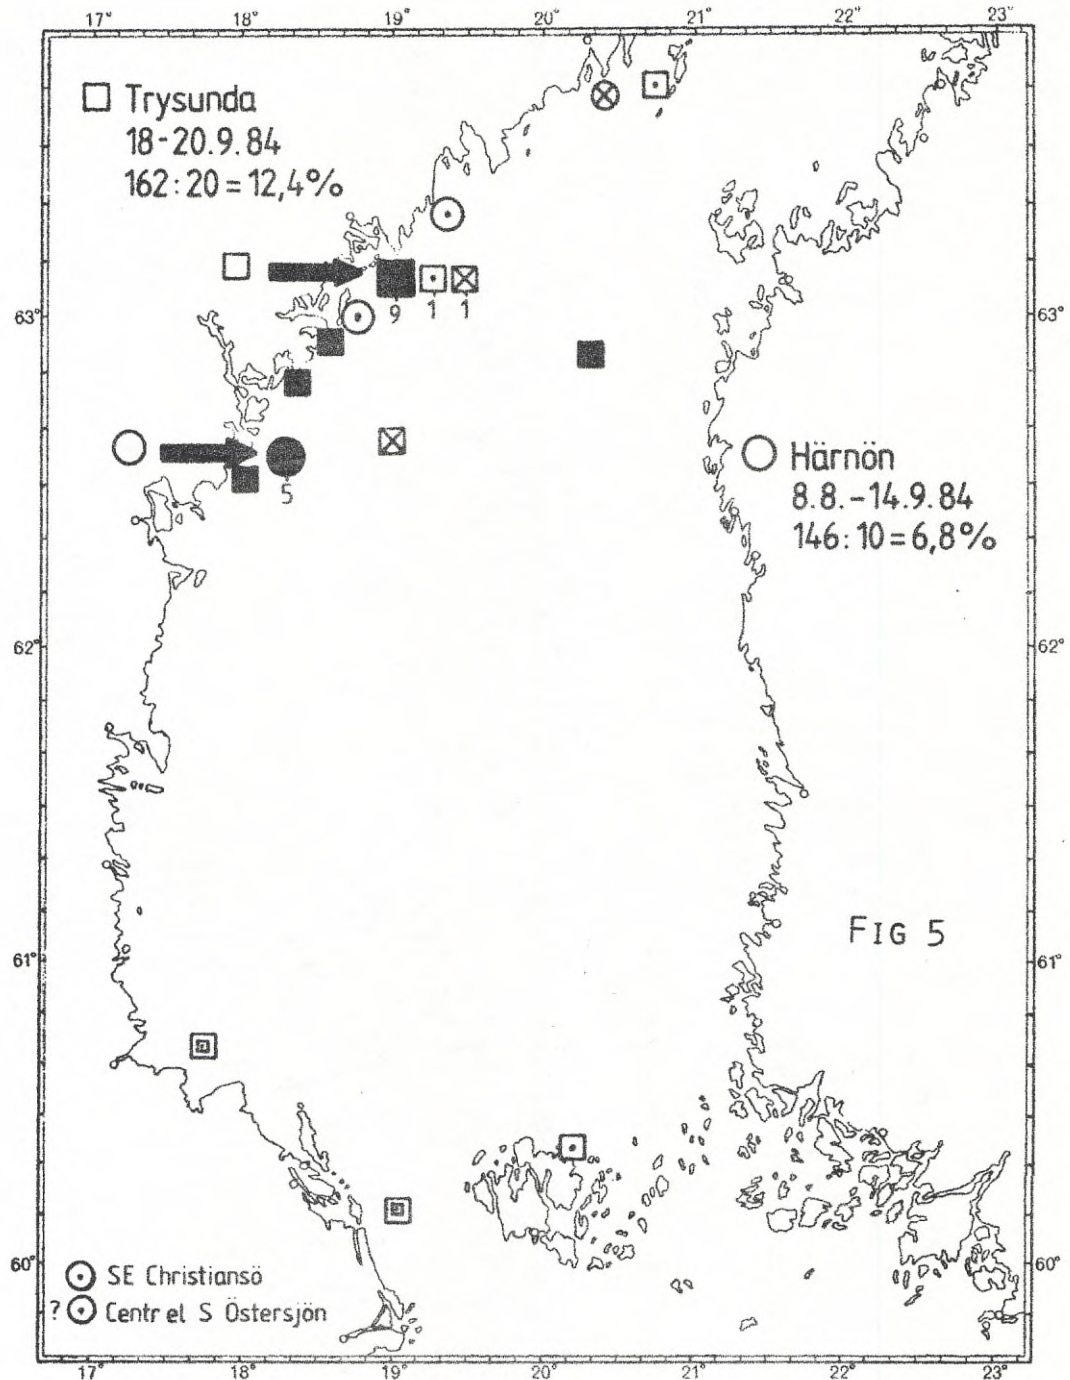 17° 18° 19° 20° 21° 22° 23°
Trysunda
18-20.9.84
162:20=12,4%
63° 63°
9 1 1
5
Härnön
8.8.-14.9.84
146:10=6,8%
62° 62°
FIG 5
61° 61°
60° 60°
SE Christiansö
? Centr el S Östersjön
17° 18° 19° 20° 21° 22° 23°